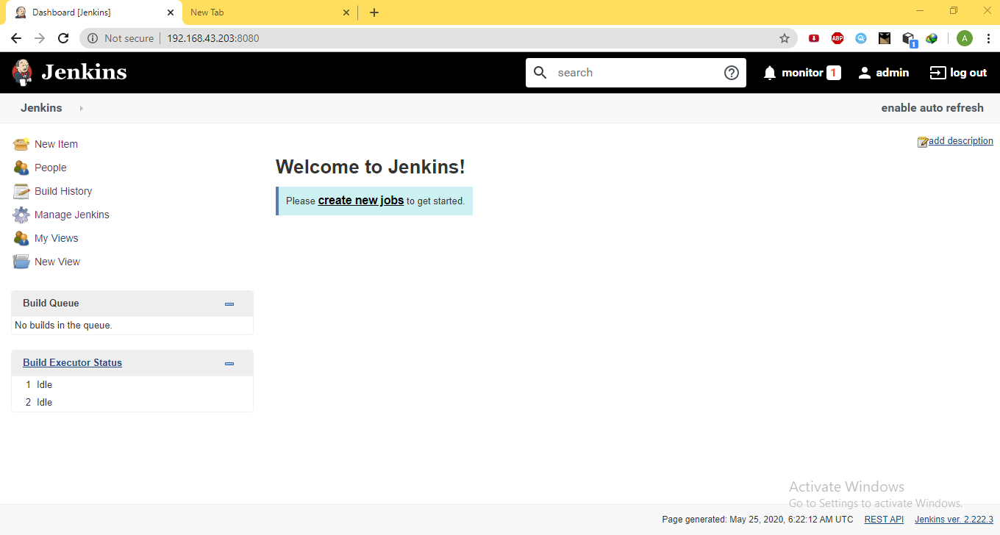 Dashboard [Jenkins]
New Tab
Not secure 192.168.43.203:8080
ABP
1
A
Jenkins
search
monitor 1
admin
log out
Jenkins
enable auto refresh
New Item
People
Build History
Manage Jenkins
My Views
New View
add description
Welcome to Jenkins!
Please create new jobs to get started.
Build Queue
No builds in the queue.
Build Executor Status
1 Idle
2 Idle
Activate Windows
Go to Settings to activate Windows.
Page generated: May 25, 2020, 6:22:12 AM UTC REST API Jenkins ver. 2.222.3